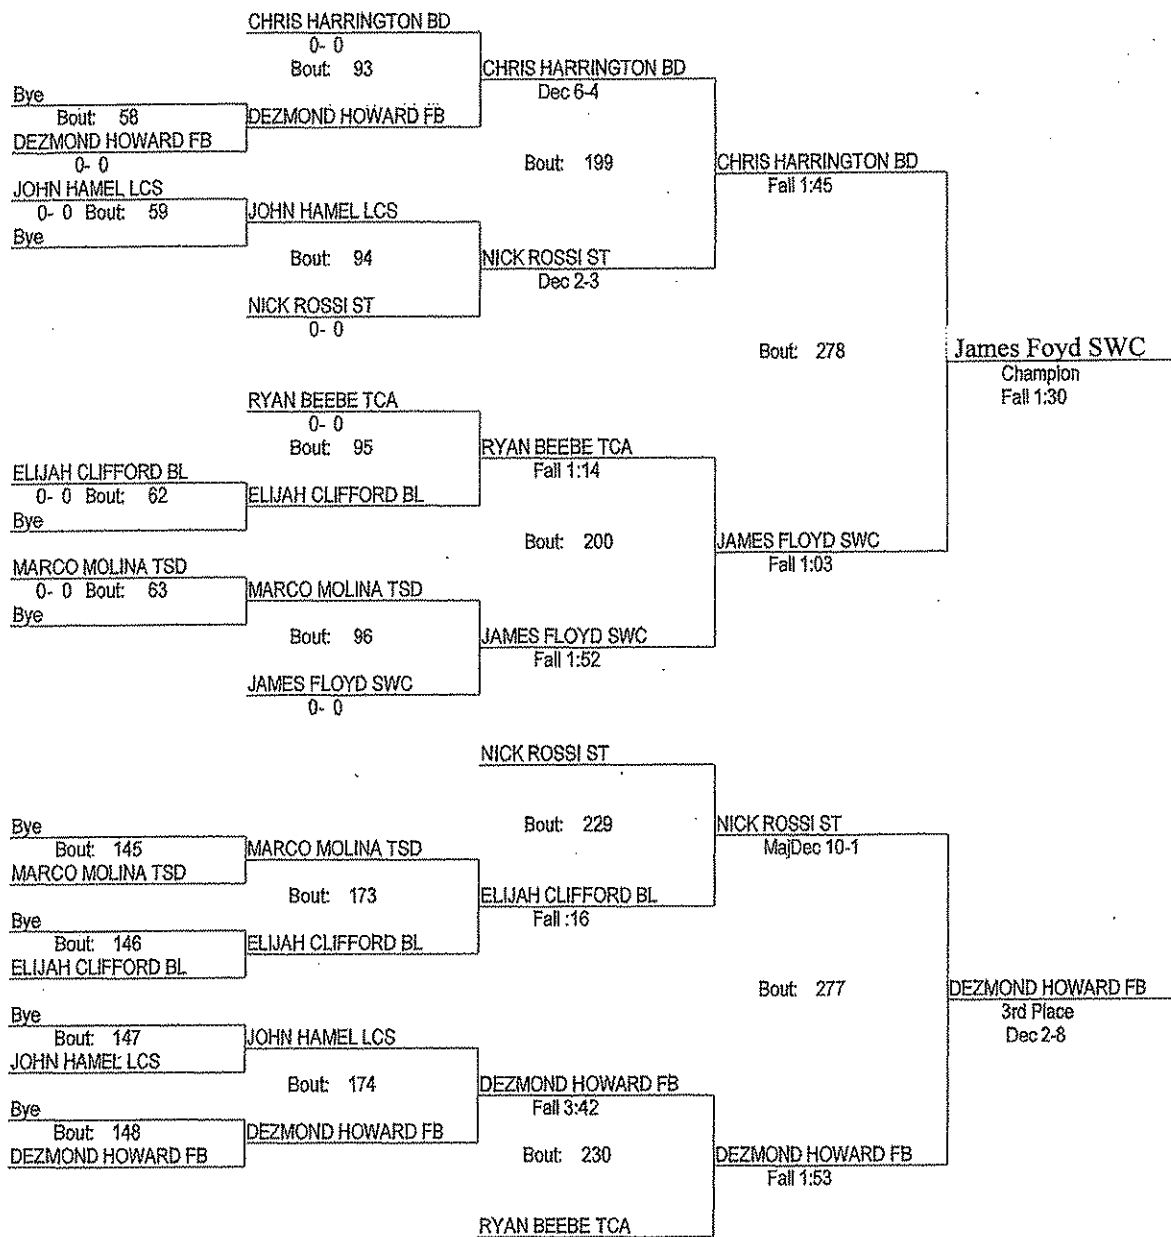 CHRIS HARRINGTON BD
0- 0
Bout: 93
CHRIS HARRINGTON BD
Dec 6-4
Bye
Bout: 58
DEZMOND HOWARD FB
DEZMOND HOWARD FB
0- 0
Bout: 199
CHRIS HARRINGTON BD
Fall 1:45
JOHN HAMEL LCS
0- 0 Bout: 59
JOHN HAMEL LCS
Bye
Bout: 94
NICK ROSSI ST
Dec 2-3
NICK ROSSI ST
0- 0
Bout: 278
James Foyd SWC
Champion
Fall 1:30
RYAN BEEBE TCA
0- 0
Bout: 95
RYAN BEEBE TCA
Fall 1:14
ELIJAH CLIFFORD BL
0- 0 Bout: 62
ELIJAH CLIFFORD BL
Bye
Bout: 200
JAMES FLOYD SWC
Fall 1:03
MARCO MOLINA TSD
0- 0 Bout: 63
MARCO MOLINA TSD
Bye
Bout: 96
JAMES FLOYD SWC
Fall 1:52
JAMES FLOYD SWC
0- 0
NICK ROSSI ST
Bout: 229
NICK ROSSI ST
MajDec 10-1
Bye
Bout: 145
MARCO MOLINA TSD
MARCO MOLINA TSD
Bout: 173
ELIJAH CLIFFORD BL
Fall :16
Bye
Bout: 146
ELIJAH CLIFFORD BL
ELIJAH CLIFFORD BL
Bout: 277
DEZMOND HOWARD FB
3rd Place
Dec 2-8
Bye
Bout: 147
JOHN HAMEL LCS
JOHN HAMEL LCS
Bout: 174
DEZMOND HOWARD FB
Fall 3:42
Bye
Bout: 148
DEZMOND HOWARD FB
DEZMOND HOWARD FB
Bout: 230
DEZMOND HOWARD FB
Fall 1:53
RYAN BEEBE TCA